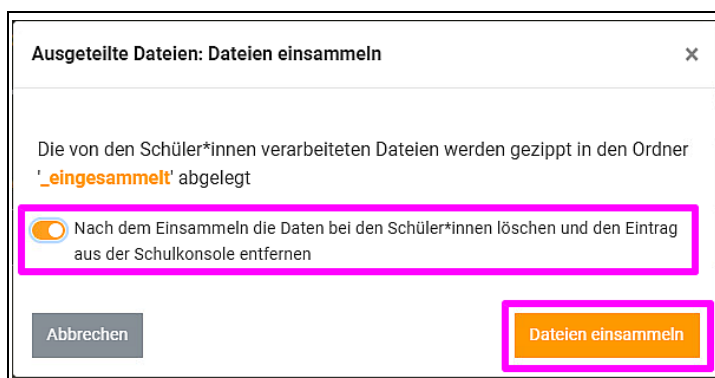 Ausgeteilte Dateien: Dateien einsammeln ×
Die von den Schüler*innen verarbeiteten Dateien werden gezippt in den Ordner
'_eingesammelt' abgelegt
Nach dem Einsammeln die Daten bei den Schüler*innen löschen und den Eintrag
aus der Schulkonsole entfernen
Abbrechen
Dateien einsammeln